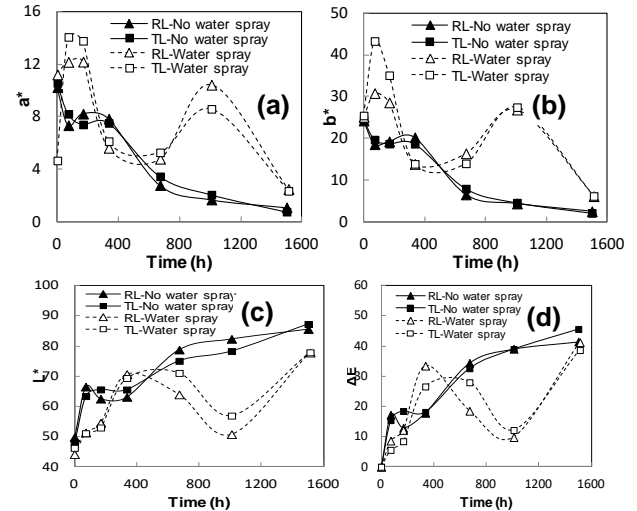 16
12
8
4
0
a*
RL-No water spray
TL-No water spray
RL-Water spray
TL-Water spray
(a)
0 400 800 1200 1600
Time (h)
50
40
30
20
10
0
b*
RL-No water spray
TL-No water spray
RL-Water spray
TL-Water spray
(b)
0 400 800 1200 1600
Time (h)
100
90
80
70
60
50
40
L*
RL-No water spray
TL-No water spray
RL-Water spray
TL-Water spray
(c)
0 400 800 1200 1600
Time (h)
60
50
40
30
20
10
0
ΔE
RL-No water spray
TL-No water spray
RL-Water spray
TL-Water spray
(d)
0 400 800 1200 1600
Time (h)